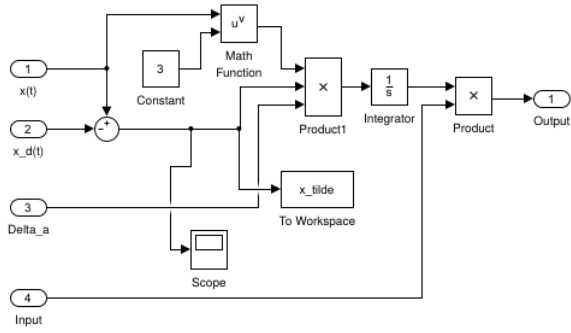 u^v
Math
Function
1
x(t)
3
Constant
×
Product1
1
s
Integrator
×
Product
1
Output
2
x_d(t)
- +
x_tilde
To Workspace
3
Delta_a
Scope
4
Input